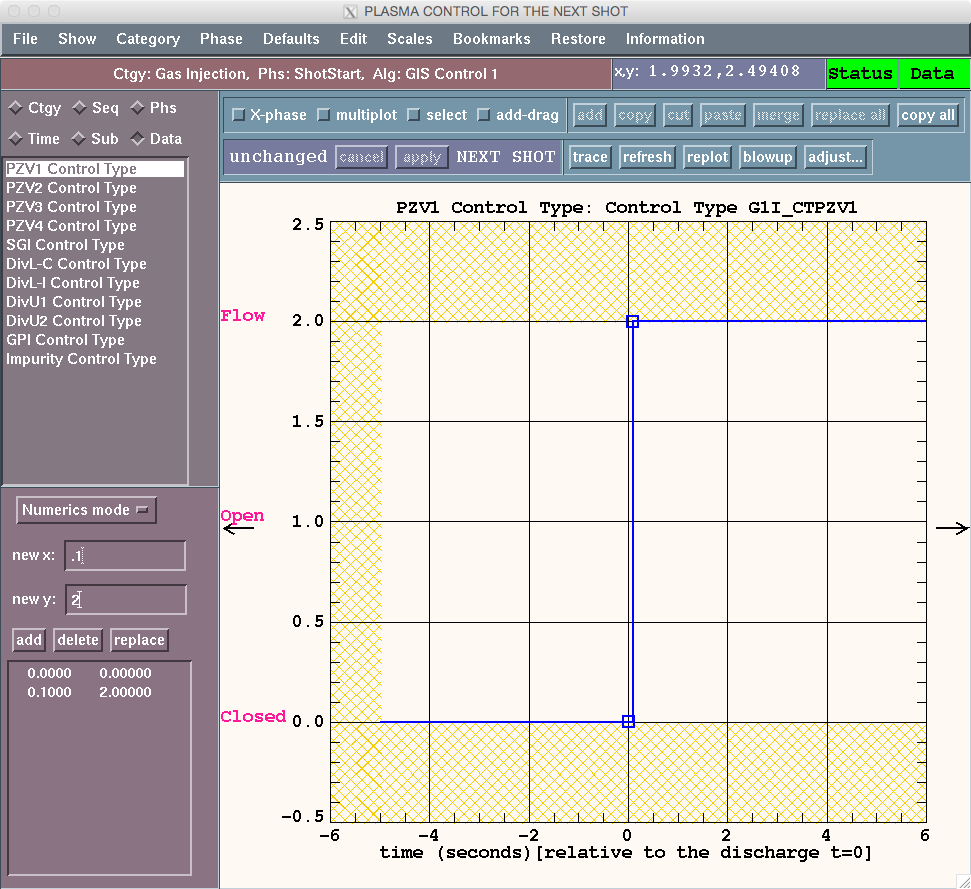 PLASMA CONTROL FOR THE NEXT SHOT
File Show Category Phase Defaults Edit Scales Bookmarks Restore Information
Ctgy: Gas Injection, Phs: ShotStart, Alg: GIS Control 1
x,y: 1.9932,2.49408
Status Data
Ctgy Seq Phs
Time Sub Data
X-phase multiplot select add-drag
add copy cut paste merge replace all copy all
unchanged cancel apply NEXT SHOT
trace refresh replot blowup adjust...
PZV1 Control Type
PZV2 Control Type
PZV3 Control Type
PZV4 Control Type
SGI Control Type
DivL-C Control Type
DivL-I Control Type
DivU1 Control Type
DivU2 Control Type
GPI Control Type
Impurity Control Type
Numerics mode
new x: .1
new y: 2
add delete replace
0.0000 0.00000
0.1000 2.00000
PZV1 Control Type: Control Type G1I_CTPZV1
2.5
Flow 2.0
1.5
Open 1.0
0.5
Closed 0.0
-0.5
-6 -4 -2 0 2 4 6
time (seconds)[relative to the discharge t=0]